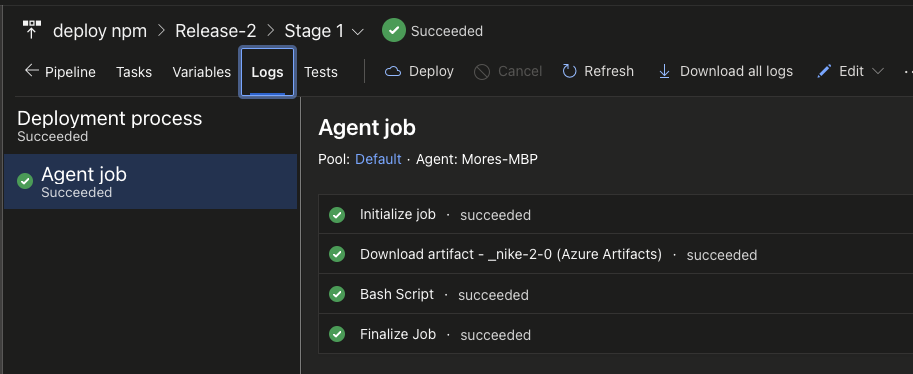 deploy npm > Release-2 > Stage 1 Succeeded
← Pipeline Tasks Variables Logs Tests Deploy Cancel Refresh Download all logs Edit ...
Deployment process
Succeeded
Agent job
Succeeded
Agent job
Pool: Default · Agent: Mores-MBP
Initialize job · succeeded
Download artifact - _nike-2-0 (Azure Artifacts) · succeeded
Bash Script · succeeded
Finalize Job · succeeded